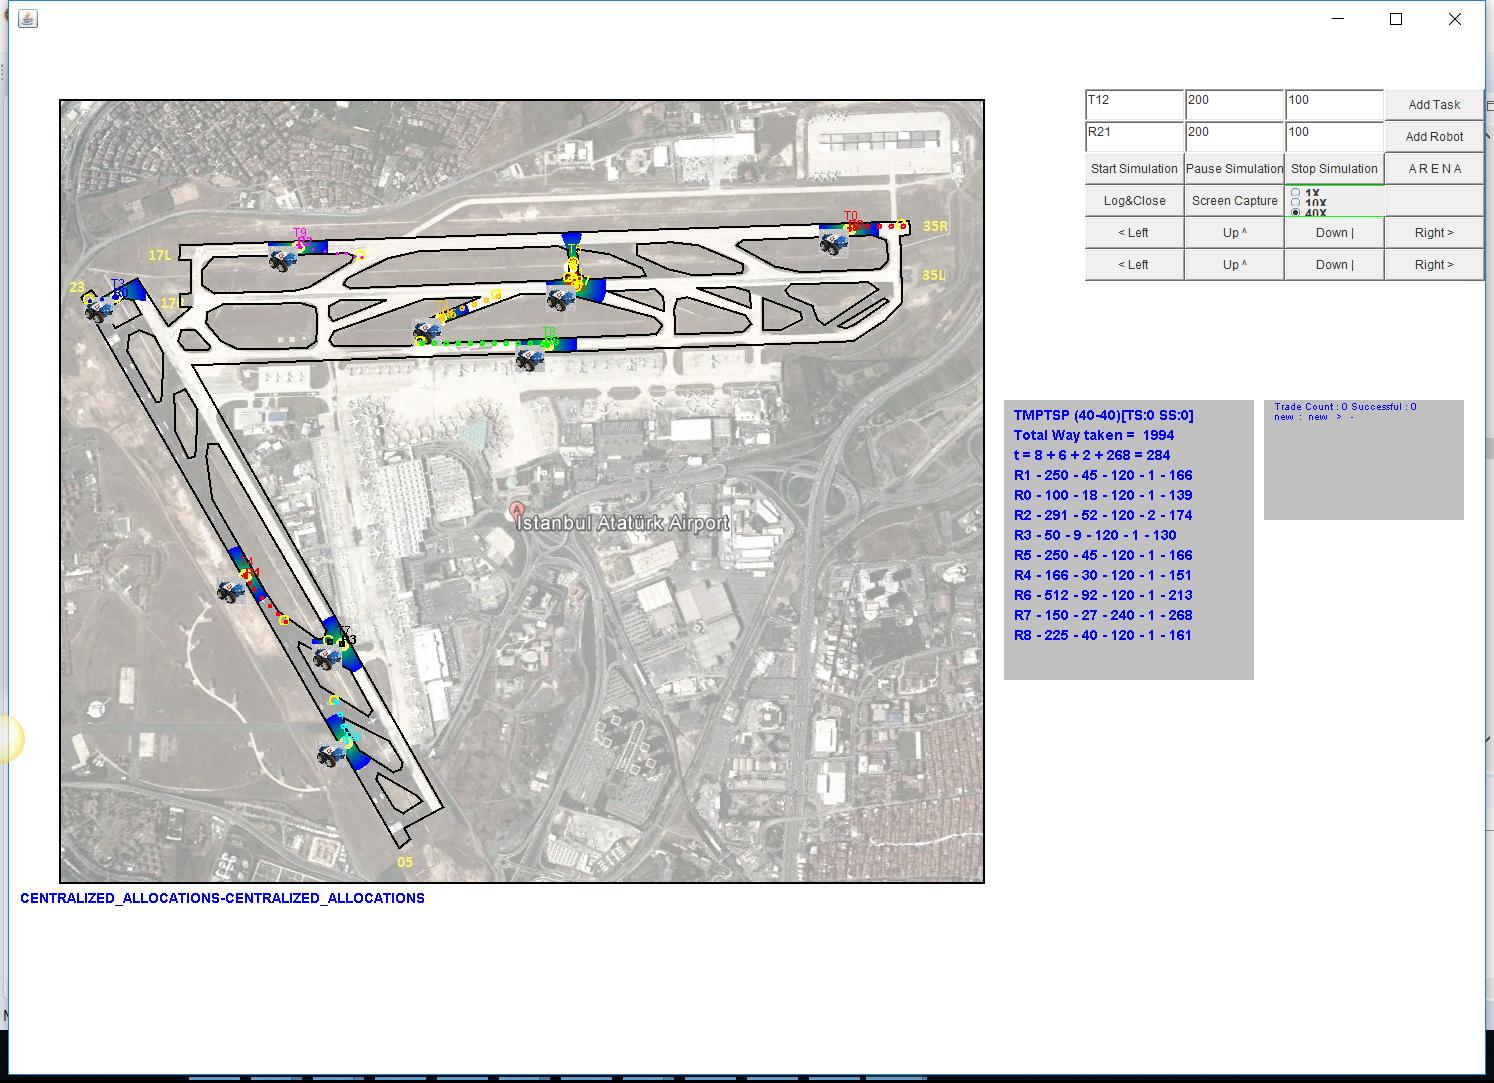 T12 200 100 Add Task
R21 200 100 Add Robot
Start Simulation Pause Simulation Stop Simulation A R E N A
Log&Close Screen Capture 1X
10X
40X
< Left Up ^ Down | Right >
< Left Up ^ Down | Right >
T0
35R
T9
17L
35L
23
T3
17R
T8
İstanbul Atatürk Airport
A
T7
R3
05
TMPTSP (40-40)[TS:0 SS:0]
Total Way taken = 1994
t = 8 + 6 + 2 + 268 = 284
R1 - 250 - 45 - 120 - 1 - 166
R0 - 100 - 18 - 120 - 1 - 139
R2 - 291 - 52 - 120 - 2 - 174
R3 - 50 - 9 - 120 - 1 - 130
R5 - 250 - 45 - 120 - 1 - 166
R4 - 166 - 30 - 120 - 1 - 151
R6 - 512 - 92 - 120 - 1 - 213
R7 - 150 - 27 - 240 - 1 - 268
R8 - 225 - 40 - 120 - 1 - 161
Trade Count : 0 Successful : 0
new : new > -
CENTRALIZED_ALLOCATIONS-CENTRALIZED_ALLOCATIONS